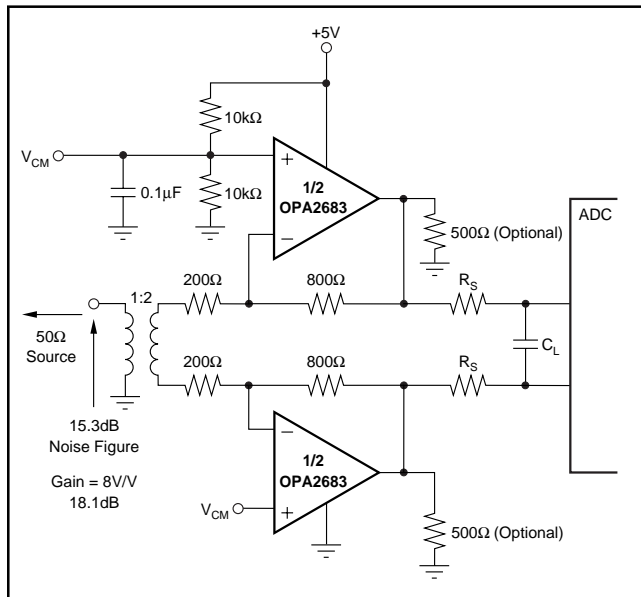 +5V
10kΩ
V_CM
+
1/2
OPA2683
−
0.1μF
10kΩ
500Ω (Optional)
ADC
1:2
200Ω
800Ω
R_S
50Ω
Source
C_L
200Ω
800Ω
R_S
15.3dB
Noise Figure
Gain = 8V/V
18.1dB
−
1/2
OPA2683
+
V_CM
500Ω (Optional)